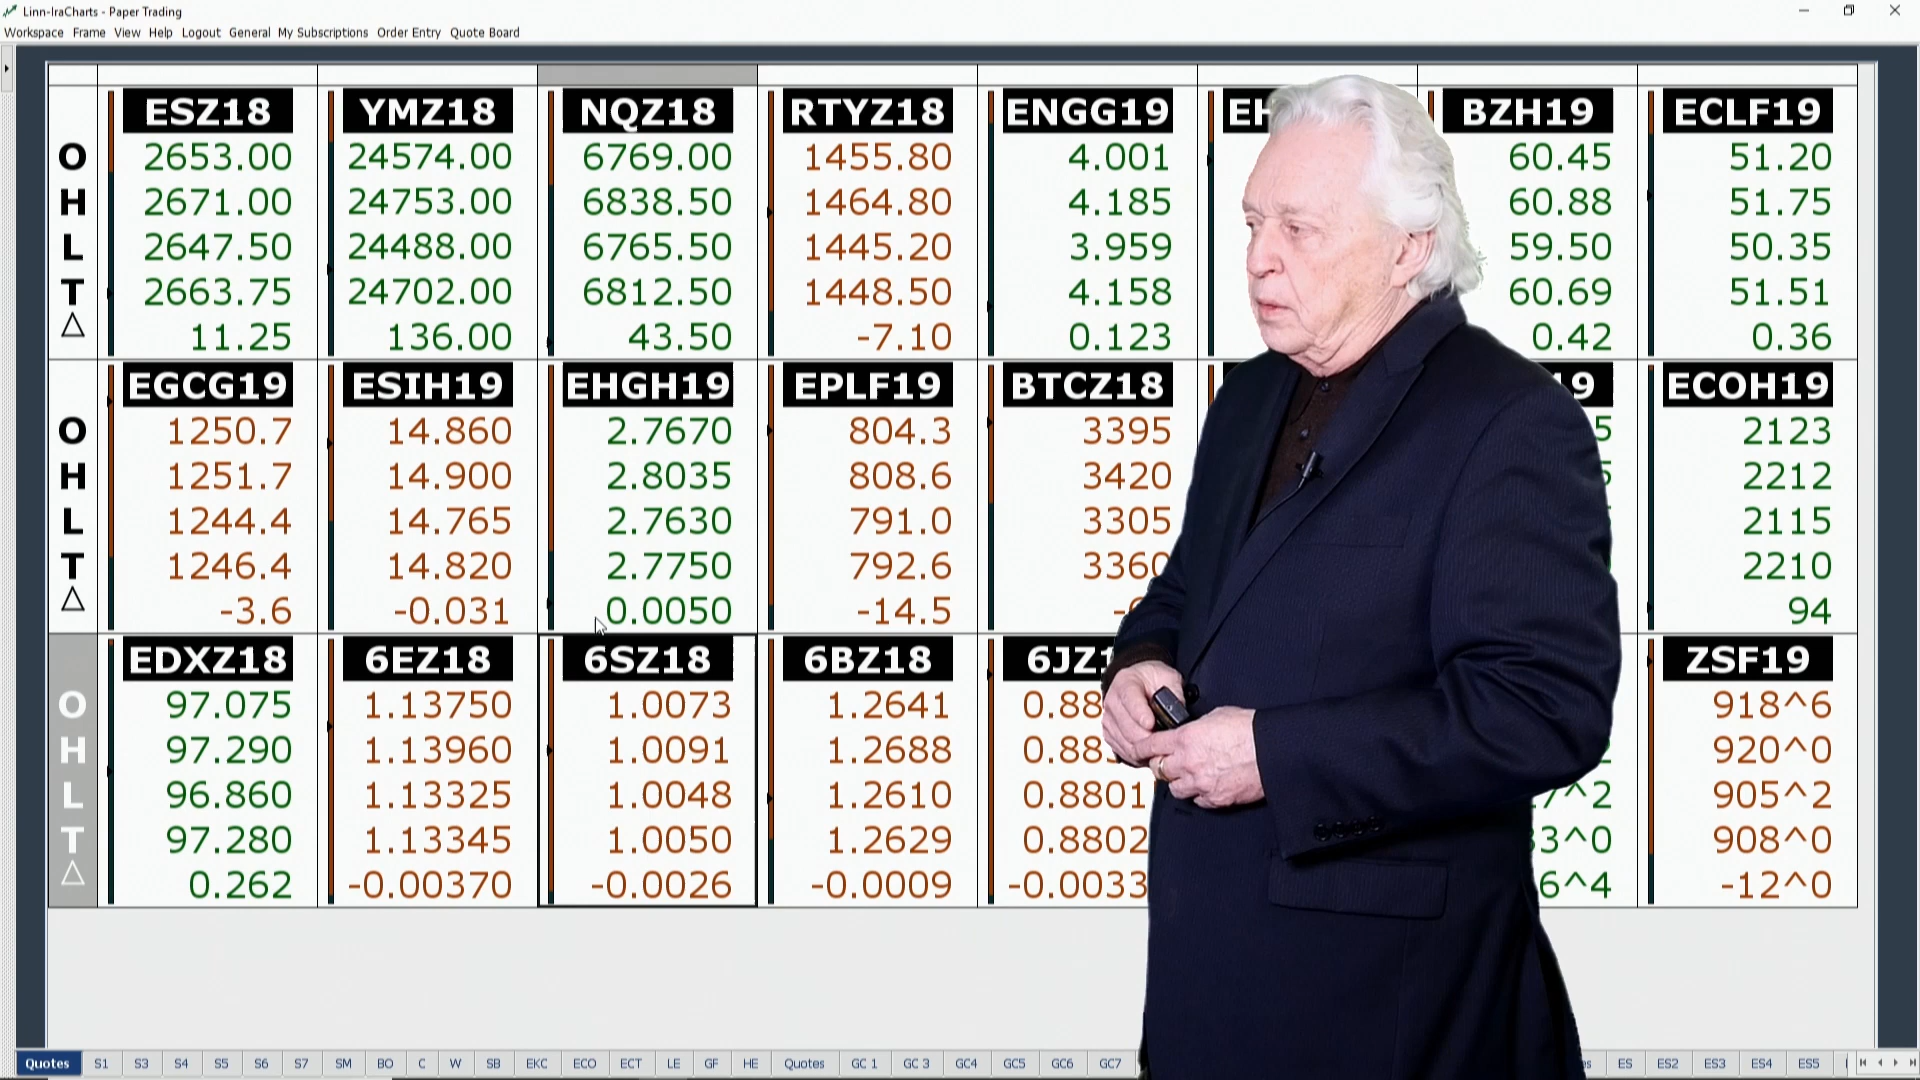 Linn-IraCharts - Paper Trading
Workspace Frame View Help Logout General My Subscriptions Order Entry Quote Board
ESZ18 YMZ18 NQZ18 RTYZ18 ENGG19 BZH19 ECLF19
O 2653.00 24574.00 6769.00 1455.80 4.001 60.45 51.20
H 2671.00 24753.00 6838.50 1464.80 4.185 60.88 51.75
L 2647.50 24488.00 6765.50 1445.20 3.959 59.50 50.35
T 2663.75 24702.00 6812.50 1448.50 4.158 60.69 51.51
△ 11.25 136.00 43.50 -7.10 0.123 0.42 0.36
EGCG19 ESIH19 EHGH19 EPLF19 BTCZ18 ECOH19
O 1250.7 14.860 2.7670 804.3 3395 2123
H 1251.7 14.900 2.8035 808.6 3420 2212
L 1244.4 14.765 2.7630 791.0 3305 2115
T 1246.4 14.820 2.7750 792.6 3360 2210
△ -3.6 -0.031 0.0050 -14.5 94
EDXZ18 6EZ18 6SZ18 6BZ18 6JZ1 ZSF19
O 97.075 1.13750 1.0073 1.2641 0.88 918^6
H 97.290 1.13960 1.0091 1.2688 0.88 920^0
L 96.860 1.13325 1.0048 1.2610 0.8801 7^2 905^2
T 97.280 1.13345 1.0050 1.2629 0.8802 3^0 908^0
△ 0.262 -0.00370 -0.0026 -0.0009 -0.0033 6^4 -12^0
Quotes S1 S3 S4 S5 S6 S7 SM BO C W SB EKC ECO ECT LE GF HE Quotes GC 1 GC 3 GC4 GC5 GC6 GC7 ES ES2 ES3 ES4 ES5